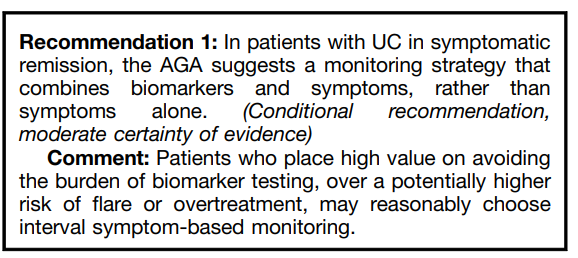 Recommendation 1: In patients with UC in symptomatic
remission, the AGA suggests a monitoring strategy that
combines biomarkers and symptoms, rather than
symptoms alone. (Conditional recommendation,
moderate certainty of evidence)
Comment: Patients who place high value on avoiding
the burden of biomarker testing, over a potentially higher
risk of flare or overtreatment, may reasonably choose
interval symptom-based monitoring.